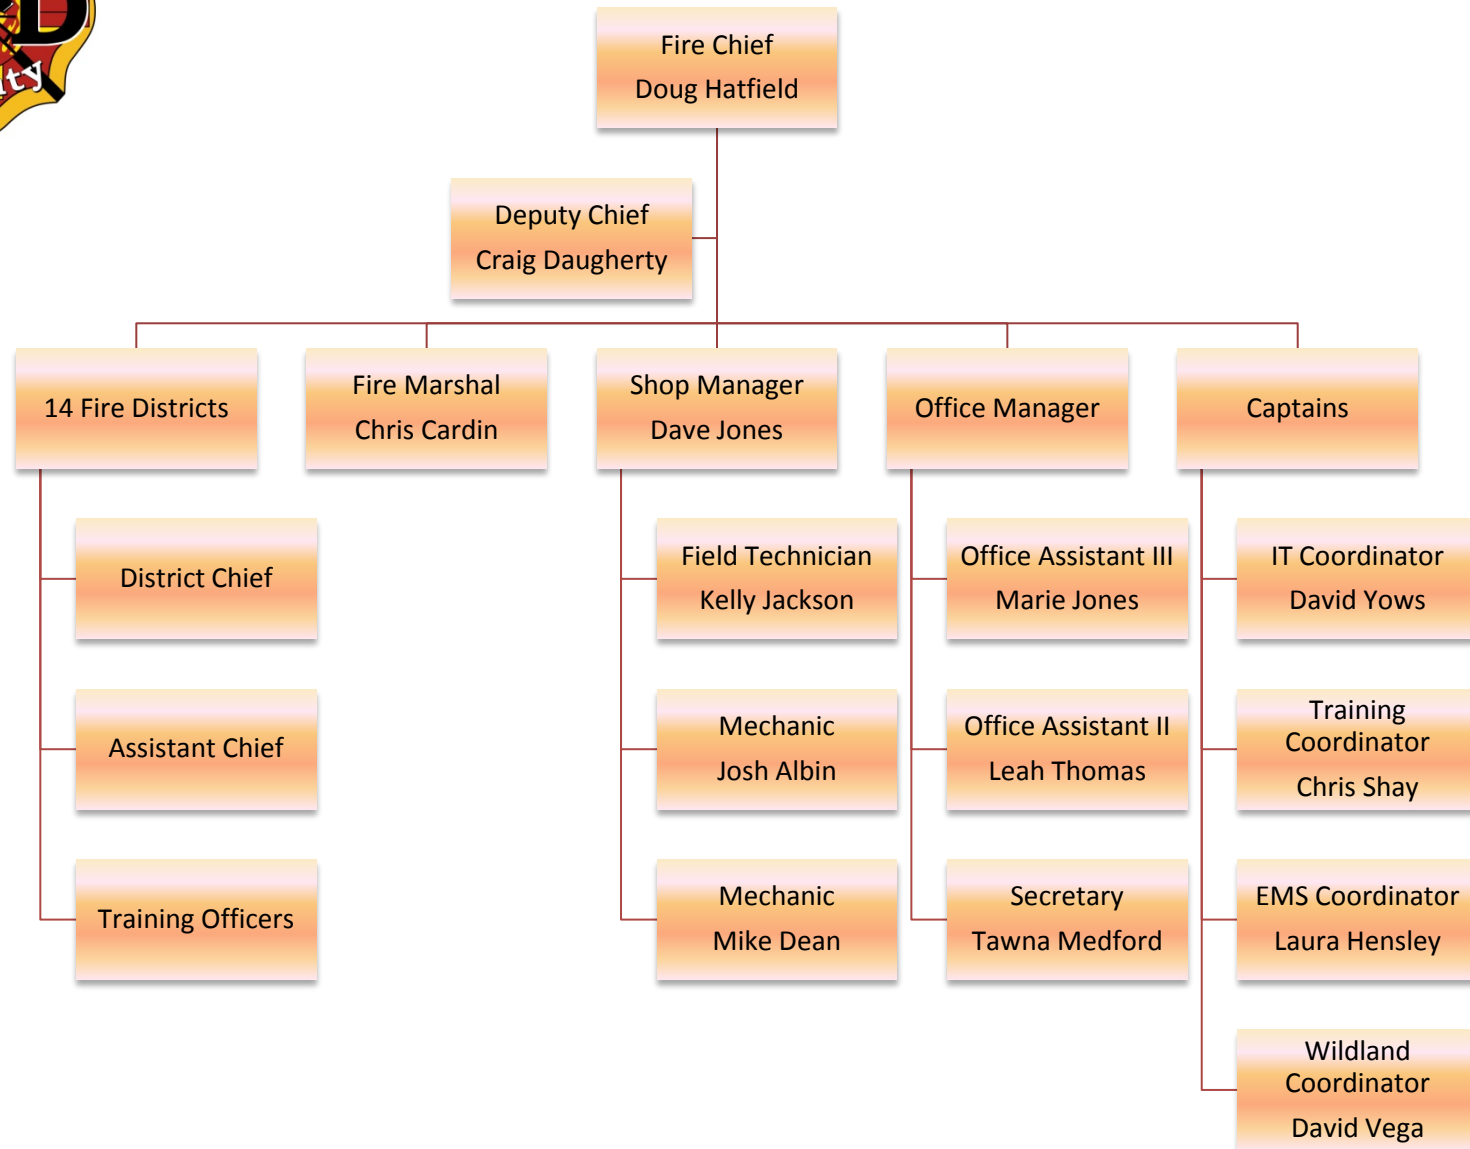 D
ity
Fire Chief
Doug Hatfield
Deputy Chief
Craig Daugherty
14 Fire Districts
Fire Marshal
Chris Cardin
Shop Manager
Dave Jones
Office Manager
Captains
District Chief
Assistant Chief
Training Officers
Field Technician
Kelly Jackson
Mechanic
Josh Albin
Mechanic
Mike Dean
Office Assistant III
Marie Jones
Office Assistant II
Leah Thomas
Secretary
Tawna Medford
IT Coordinator
David Yows
Training
Coordinator
Chris Shay
EMS Coordinator
Laura Hensley
Wildland
Coordinator
David Vega